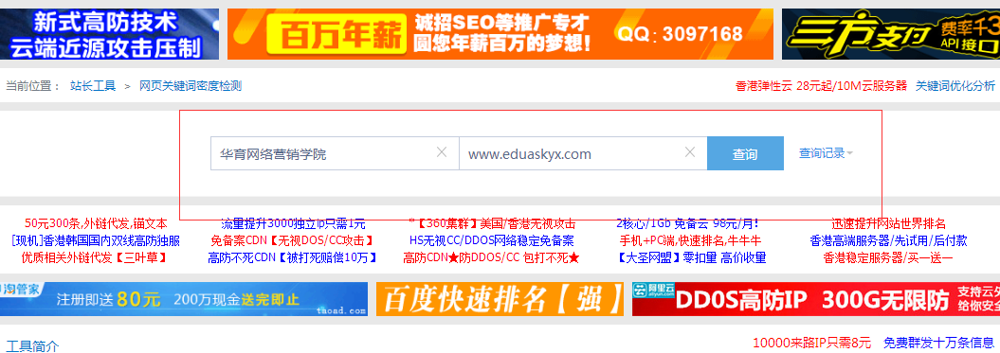 新式高防技术
云端近源攻击压制
百万年薪
诚招SEO等推广专才
圆您年薪百万的梦想!
QQ: 3097168
三方支付
费率千3
API接口
当前位置： 站长工具 > 网页关键词密度检测
香港弹性云 28元起/10M云服务器 关键词优化分析
华育网络营销学院
www.eduaskyx.com
查询
查询记录
50元300条,外链代发,锚文本
流量提升3000独立ip只需1元
*【360集群】美国/香港无视攻击
2核心/1Gb 免备云 98元/月!
迅速提升网站世界排名
[现机]香港韩国国内双线高防独服
免备案CDN【无视DOS/CC攻击】
HS无视CC/DDOS网络稳定免备案
手机+PC端,快速排名,牛牛牛
香港高端服务器/先试用/后付款
优质相关外链代发【三叶草】
高防不死CDN【被打死赔偿10万】
高防CDN★防DDOS/CC 包打不死★
【大圣网盟】零扣量 高价收量
香港稳定服务器/买一送一
淘管家
注册即送80元 200万现金送完即止
taoad.com
百度快速排名【强】
阿里云
aliyun.com
DDOS高防IP 300G无限防
支持云外
给你安全
10000来路IP只需8元 免费群发十万条信息
工具简介